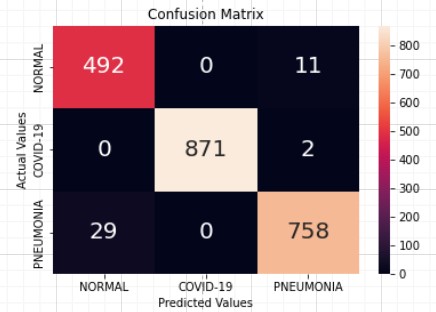 Confusion Matrix
Actual Values
NORMAL
492
0
11
COVID-19
0
871
2
PNEUMONIA
29
0
758
NORMAL
COVID-19
PNEUMONIA
Predicted Values
800
700
600
500
400
300
200
100
0